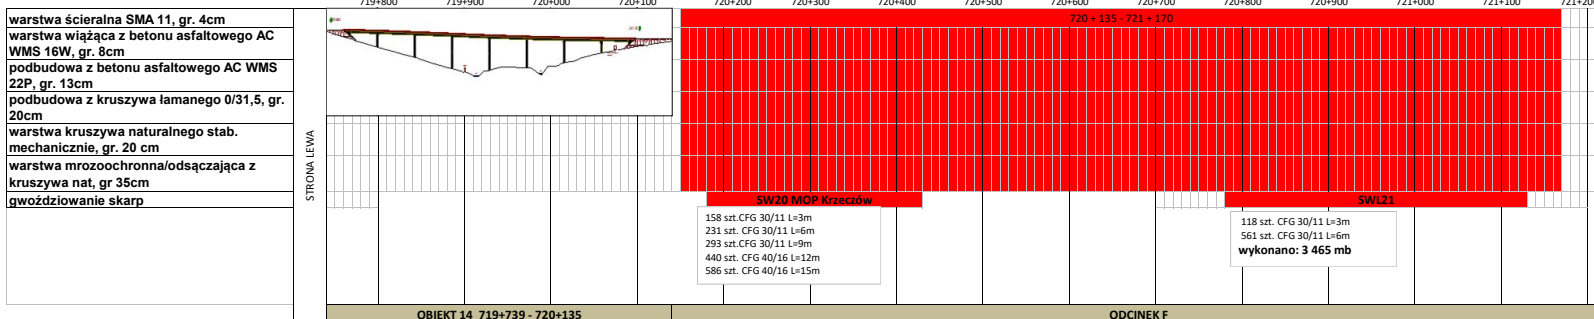 719+800 719+900 720+000 720+100 720+200 720+300 720+400 720+500 720+600 720+700 720+800 720+900 721+000 721+100 721+200
warstwa ścieralna SMA 11, gr. 4cm
720 + 135 - 721 + 170
warstwa wiążąca z betonu asfaltowego AC
WMS 16W, gr. 8cm
podbudowa z betonu asfaltowego AC WMS
22P, gr. 13cm
podbudowa z kruszywa łamanego 0/31,5, gr.
20cm
warstwa kruszywa naturalnego stab.
mechanicznie, gr. 20 cm
warstwa mrozoochronna/odsączająca z
kruszywa nat, gr 35cm
gwoździowanie skarp
STRONA LEWA
SW20 MOP Krzeczów
SWL21
158 szt.CFG 30/11 L=3m
231 szt. CFG 30/11 L=6m
293 szt.CFG 30/11 L=9m
440 szt. CFG 40/16 L=12m
586 szt. CFG 40/16 L=15m
118 szt. CFG 30/11 L=3m
561 szt. CFG 30/11 L=6m
wykonano: 3 465 mb
OBIEKT 14 719+739 - 720+135
ODCINEK F